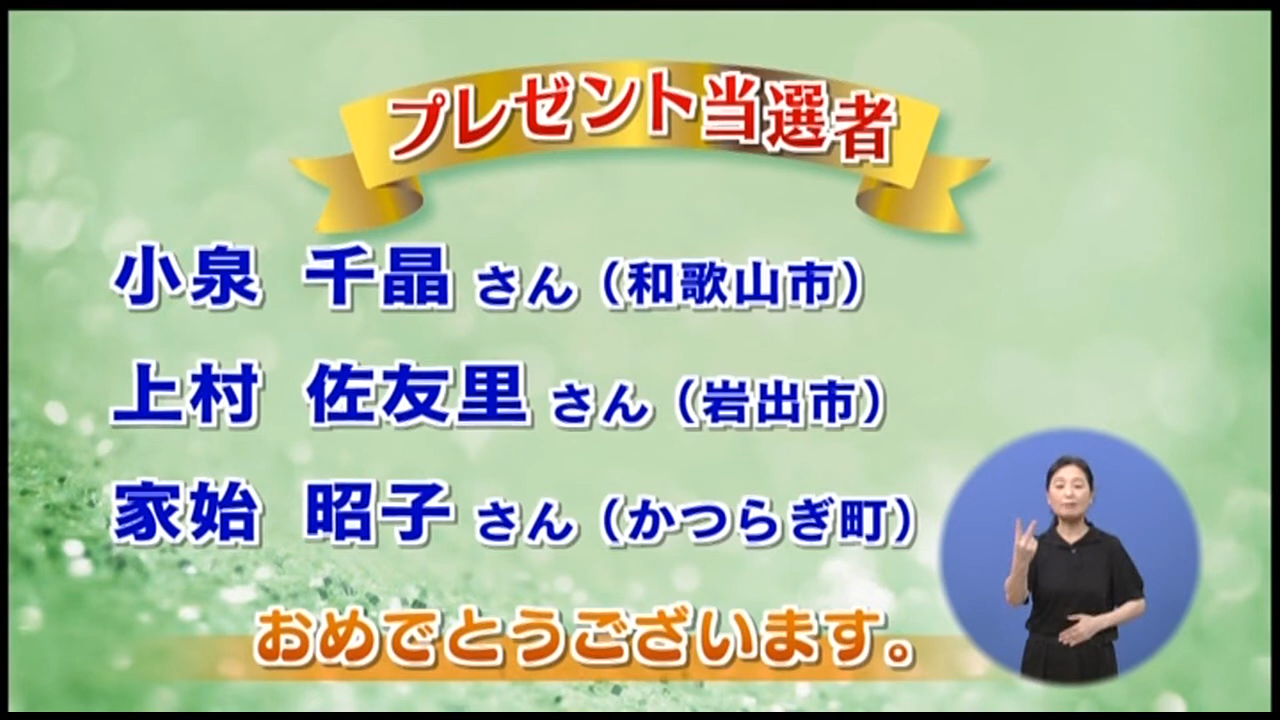 プレゼント当選者
小泉 千晶 さん（和歌山市）
上村 佐友里 さん（岩出市）
家始 昭子 さん（かつらぎ町）
おめでとうございます。